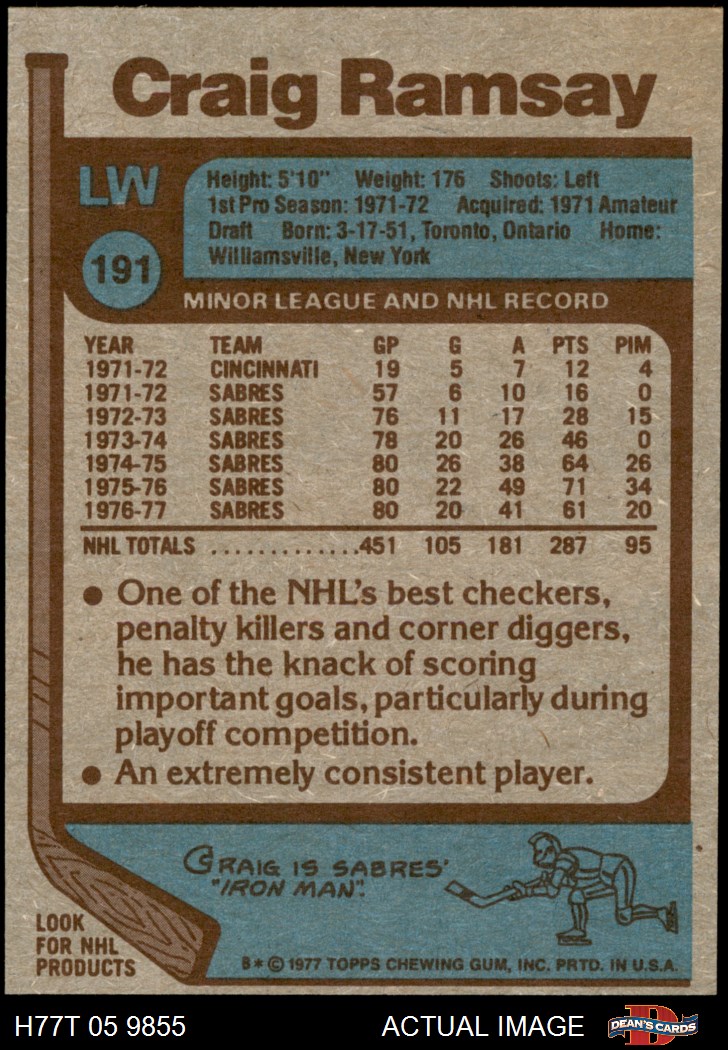 Craig Ramsay
LW
191
Height: 5'10" Weight: 176 Shoots: Left
1st Pro Season: 1971-72 Acquired: 1971 Amateur
Draft Born: 3-17-51, Toronto, Ontario Home:
Williamsville, New York
MINOR LEAGUE AND NHL RECORD
YEAR TEAM GP G A PTS PIM
1971-72 CINCINNATI 19 5 7 12 4
1971-72 SABRES 57 6 10 16 0
1972-73 SABRES 76 11 17 28 15
1973-74 SABRES 78 20 26 46 0
1974-75 SABRES 80 26 38 64 26
1975-76 SABRES 80 22 49 71 34
1976-77 SABRES 80 20 41 61 20
NHL TOTALS .............451 105 181 287 95
● One of the NHL's best checkers,
penalty killers and corner diggers,
he has the knack of scoring
important goals, particularly during
playoff competition.
● An extremely consistent player.
CRAIG IS SABRES'
"IRON MAN".
LOOK
FOR NHL
PRODUCTS
B * © 1977 TOPPS CHEWING GUM, INC. PRTD. IN U.S.A.
H77T 05 9855 ACTUAL IMAGE
D
DEAN'S CARDS